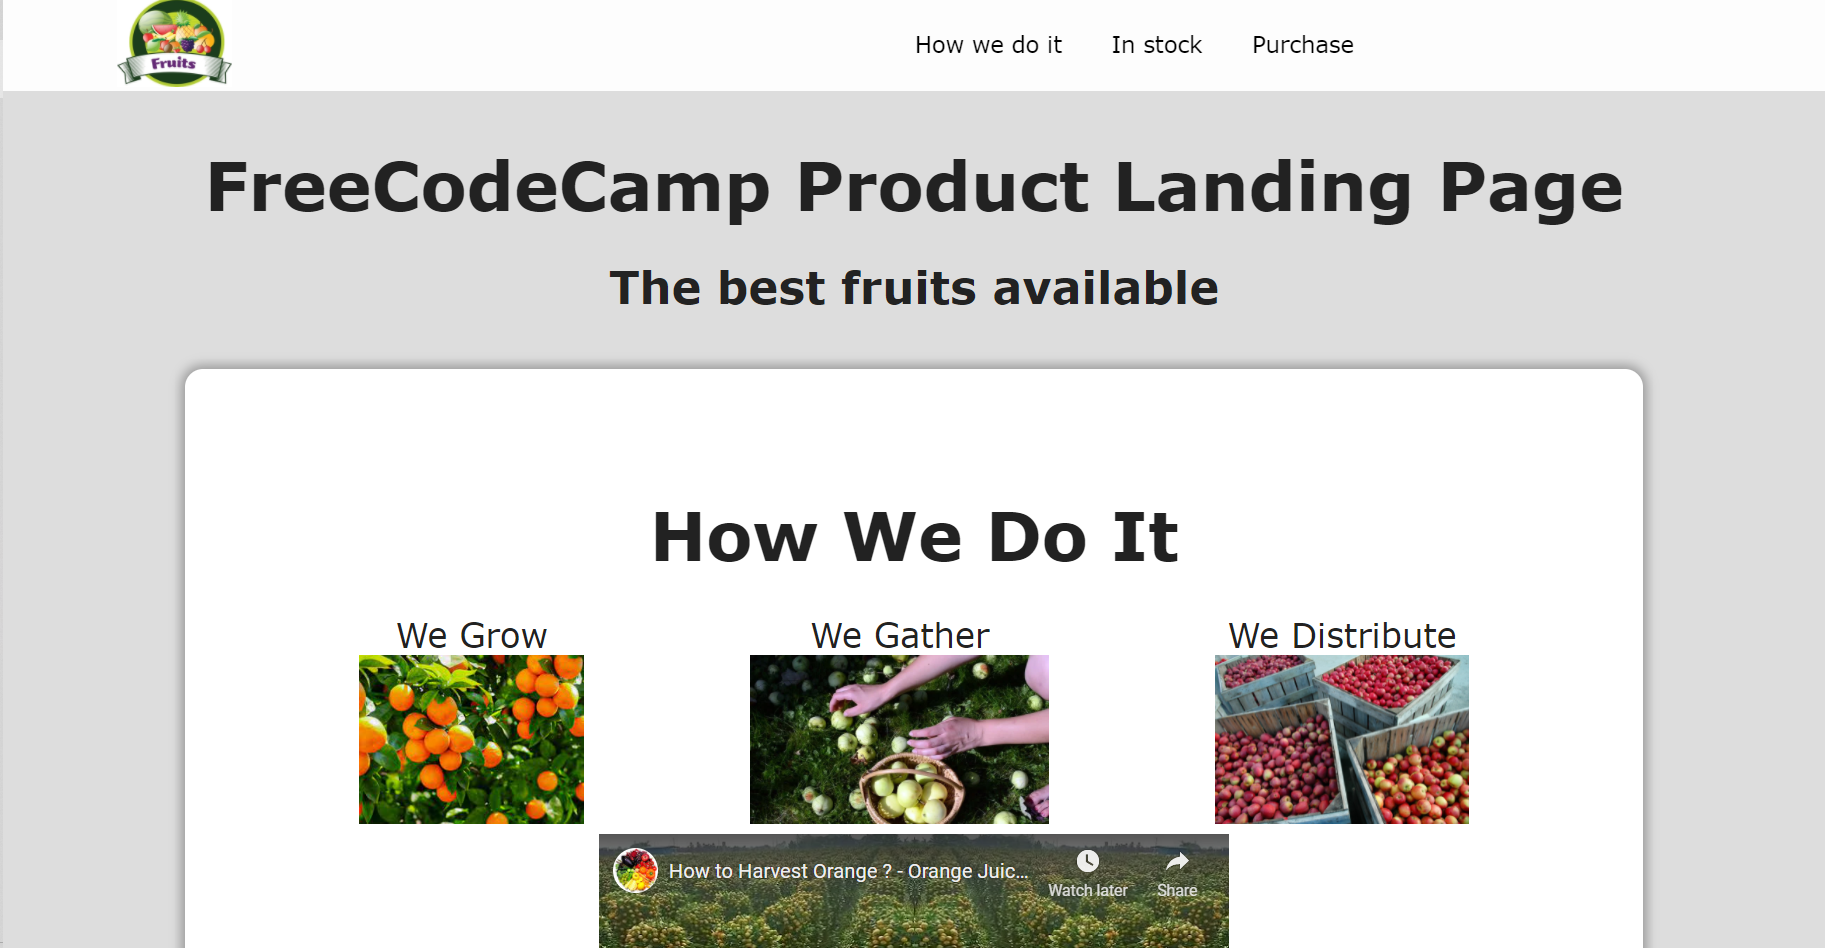 Fruits
How we do it
In stock
Purchase
FreeCodeCamp Product Landing Page
The best fruits available
How We Do It
We Grow
We Gather
We Distribute
How to Harvest Orange ? - Orange Juic...
Watch later
Share